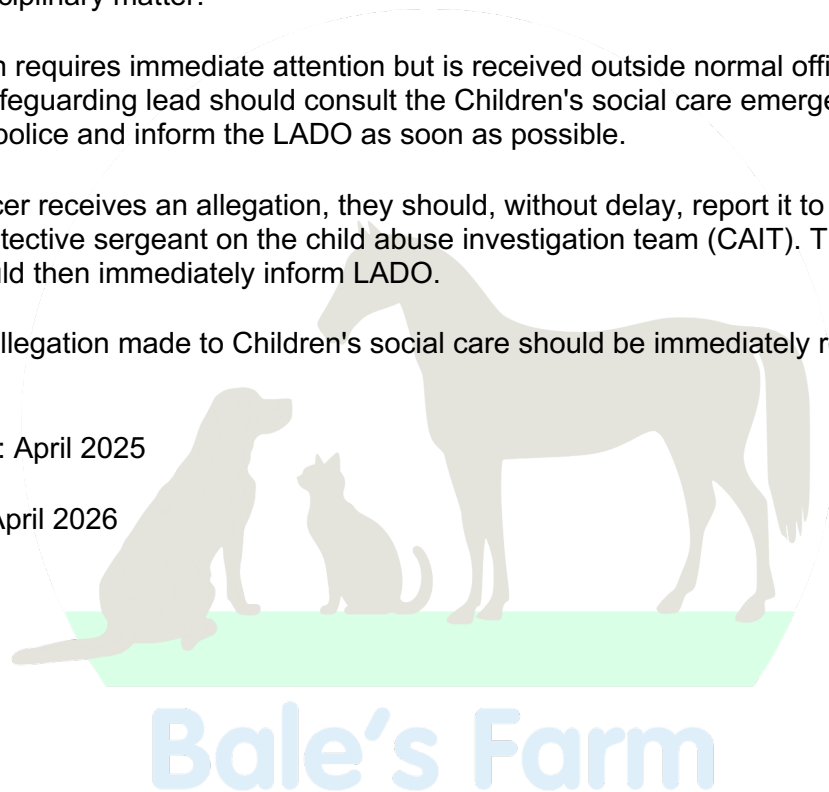 ciplinary matter.
n requires immediate attention but is received outside normal offi
feguarding lead should consult the Children's social care emerge
police and inform the LADO as soon as possible.
cer receives an allegation, they should, without delay, report it to
tective sergeant on the child abuse investigation team (CAIT). T
ld then immediately inform LADO.
llegation made to Children's social care should be immediately r
: April 2025
April 2026
Bale's Farm